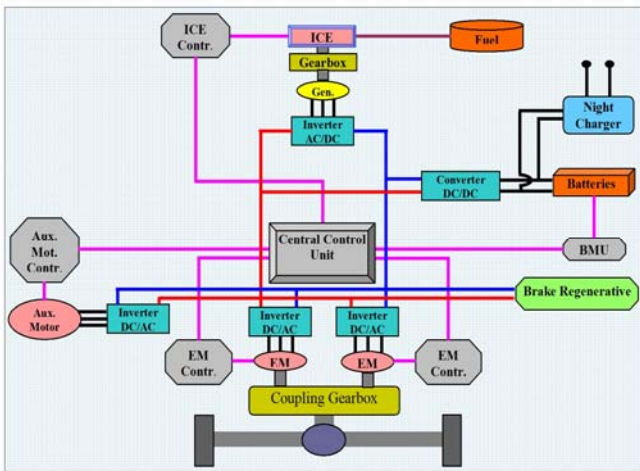 ICE
Contr.
ICE
Fuel
Gearbox
Gen.
Inverter
AC/DC
Night
Charger
Converter
DC/DC
Batteries
Aux.
Mot.
Contr.
Central Control
Unit
BMU
Brake Regenerative
Aux.
Motor
Inverter
DC/AC
Inverter
DC/AC
Inverter
DC/AC
EM
Contr.
EM
EM
EM
Contr.
Coupling Gearbox